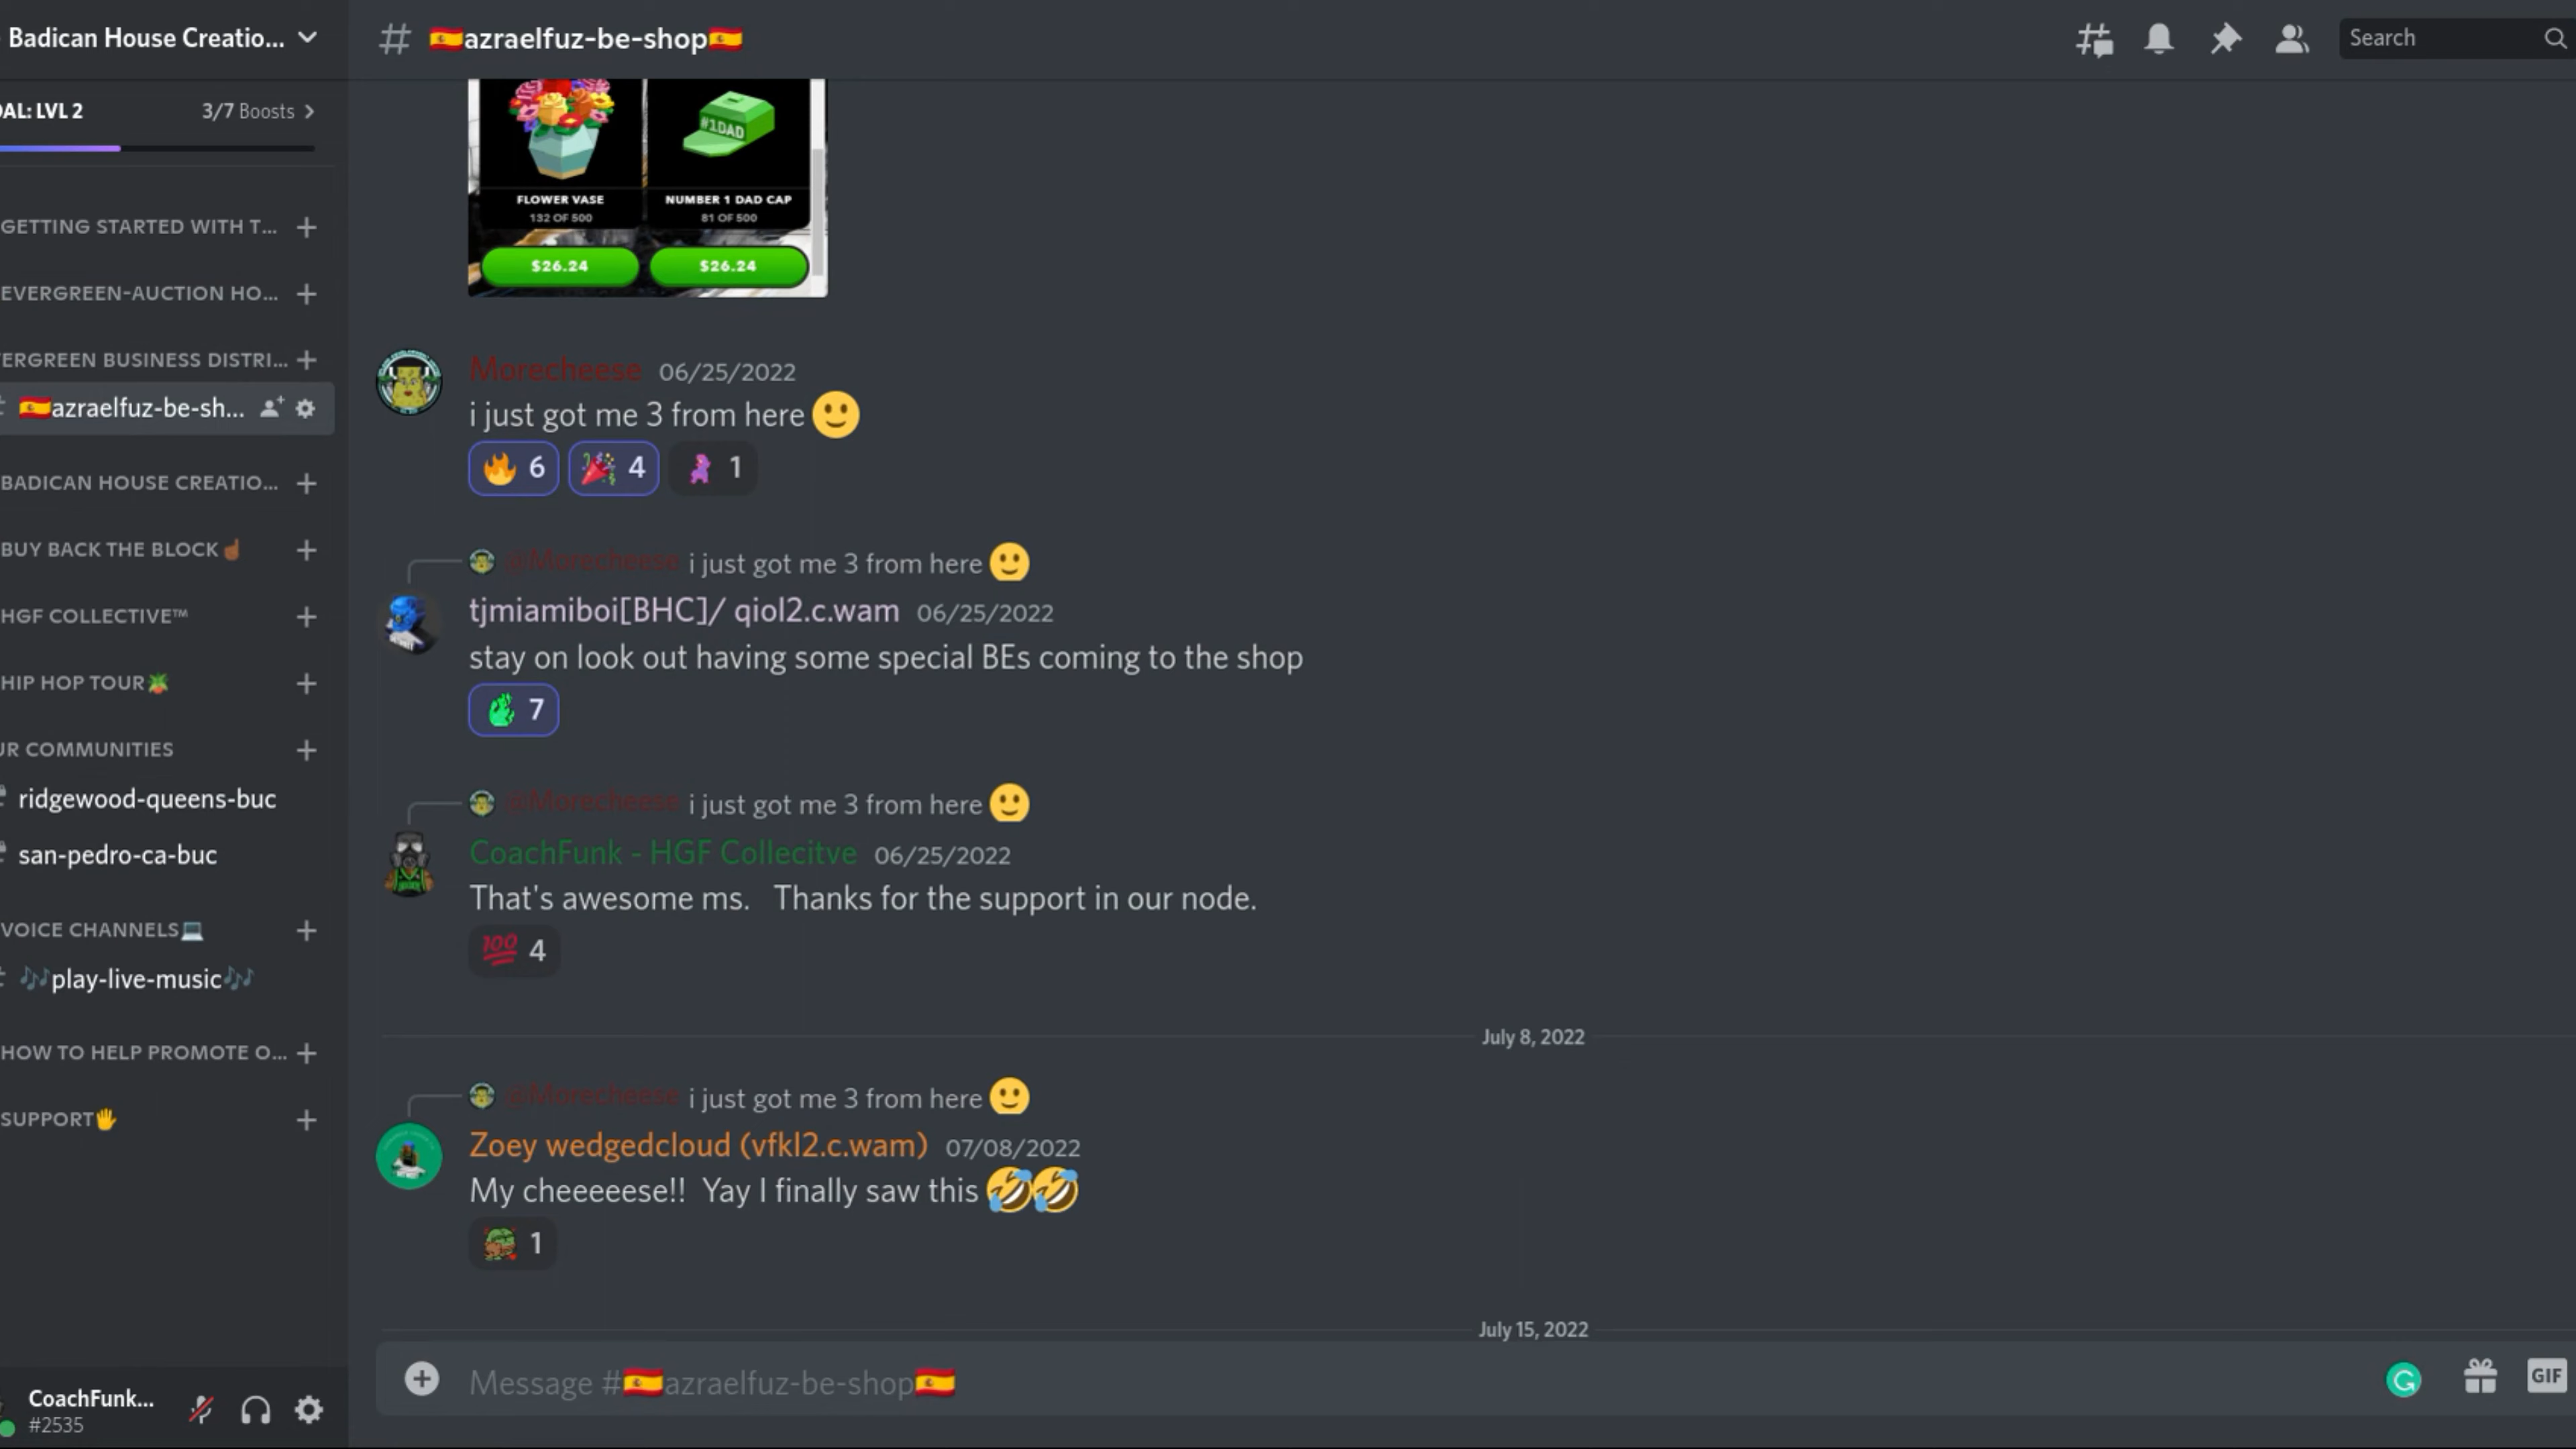 Badican House Creatio...
🇪🇸azraelfuz-be-shop🇪🇸
Search
AL: LVL 2
3/7 Boosts
GETTING STARTED WITH T...
EVERGREEN-AUCTION HO...
ERGREEN BUSINESS DISTRI...
🇪🇸azraelfuz-be-sh...
BADICAN HOUSE CREATIO...
BUY BACK THE BLOCK☝🏾
HGF COLLECTIVE™
HIP HOP TOUR🪴
UR COMMUNITIES
ridgewood-queens-buc
san-pedro-ca-buc
VOICE CHANNELS💻
🎶play-live-music🎶
HOW TO HELP PROMOTE O...
SUPPORT🖐
CoachFunk...
#2535
#1DAD
FLOWER VASE
132 OF 500
$26.24
NUMBER 1 DAD CAP
81 OF 500
$26.24
Morecheese 06/25/2022
i just got me 3 from here 🙂
🔥 6 🎉 4 1
@Morecheese i just got me 3 from here 🙂
tjmiamiboi[BHC]/ qiol2.c.wam 06/25/2022
stay on look out having some special BEs coming to the shop
7
@Morecheese i just got me 3 from here 🙂
CoachFunk - HGF Collecitve 06/25/2022
That's awesome ms. Thanks for the support in our node.
💯 4
July 8, 2022
@Morecheese i just got me 3 from here 🙂
Zoey wedgedcloud (vfkl2.c.wam) 07/08/2022
My cheeeeese!! Yay I finally saw this 🤣🤣
1
July 15, 2022
Message #🇪🇸azraelfuz-be-shop🇪🇸
GIF